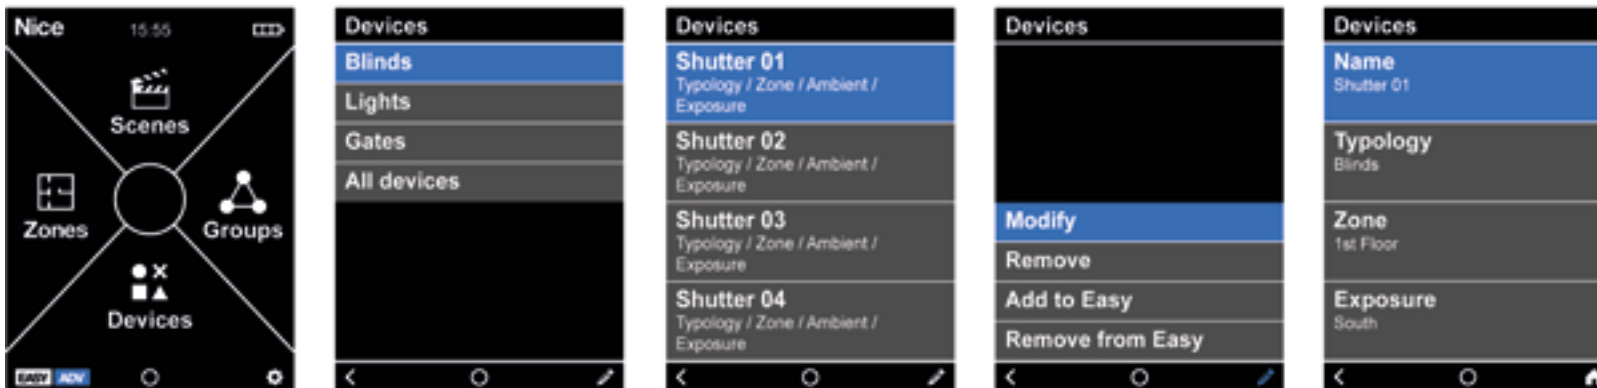 Nice
15:55
Scenes
Zones
Groups
Devices
EASY ADV
Devices
Blinds
Lights
Gates
All devices
Devices
Shutter 01
Typology / Zone / Ambient /
Exposure
Shutter 02
Typology / Zone / Ambient /
Exposure
Shutter 03
Typology / Zone / Ambient /
Exposure
Shutter 04
Typology / Zone / Ambient /
Exposure
Devices
Modify
Remove
Add to Easy
Remove from Easy
Devices
Name
Shutter 01
Typology
Blinds
Zone
1st Floor
Exposure
South